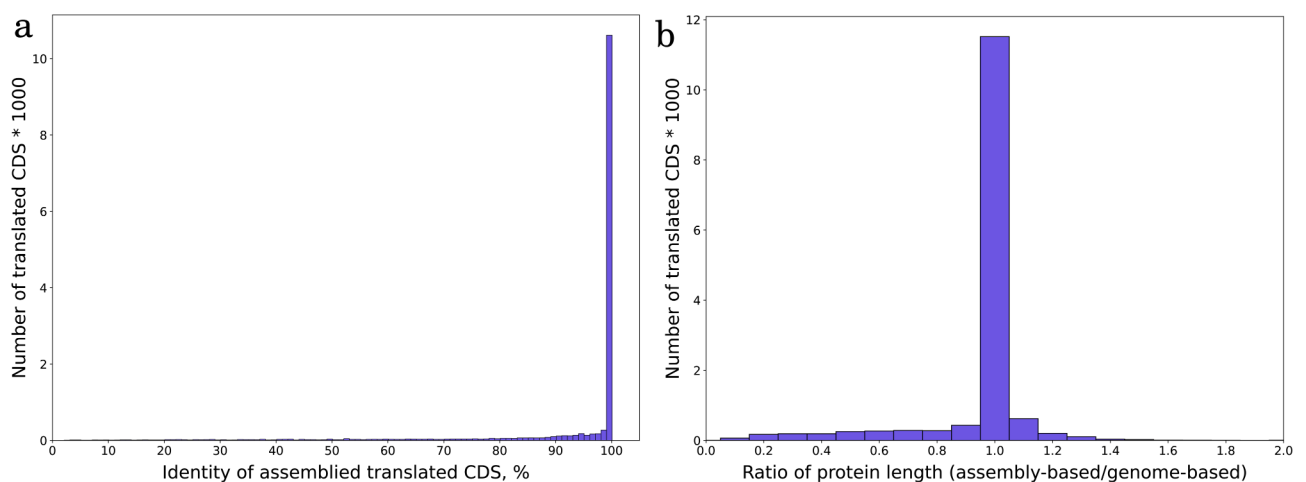 a
Number of translated CDS * 1000
10
8
6
4
2
0
0 10 20 30 40 50 60 70 80 90 100
Identity of assemblied translated CDS, %
b
Number of translated CDS * 1000
12
10
8
6
4
2
0
0.0 0.2 0.4 0.6 0.8 1.0 1.2 1.4 1.6 1.8 2.0
Ratio of protein length (assembly-based/genome-based)